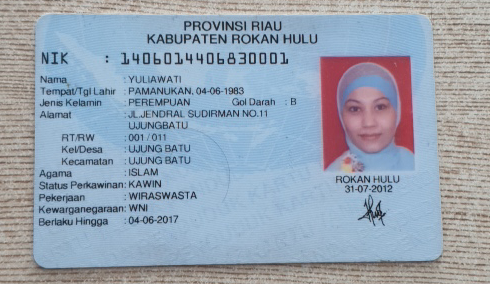 PROVINSI RIAU
KABUPATEN ROKAN HULU
NIK : 1406014406830001
Nama : YULIAWATI
Tempat/Tgl Lahir : PAMANUKAN, 04-06-1983
Jenis Kelamin : PEREMPUAN Gol Darah : B
Alamat : JL.JENDRAL SUDIRMAN NO.11
UJUNGBATU
RT/RW : 001 / 011
Kel/Desa : UJUNG BATU
Kecamatan : UJUNG BATU
Agama : ISLAM
Status Perkawinan: KAWIN
Pekerjaan : WIRASWASTA
Kewarganegaraan: WNI
Berlaku Hingga : 04-06-2017
ROKAN HULU
31-07-2012